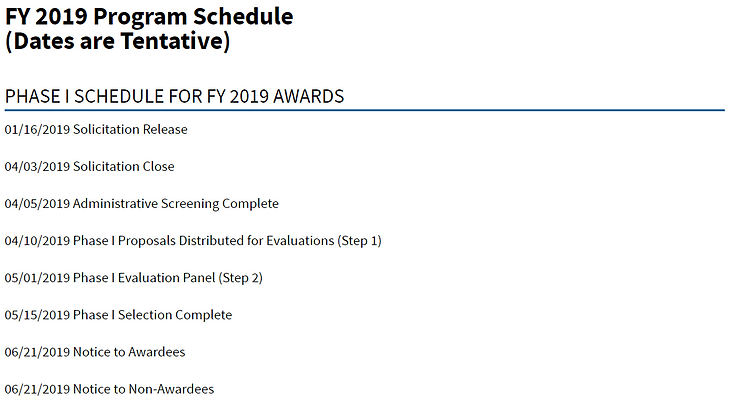 FY 2019 Program Schedule
(Dates are Tentative)
PHASE I SCHEDULE FOR FY 2019 AWARDS
01/16/2019 Solicitation Release
04/03/2019 Solicitation Close
04/05/2019 Administrative Screening Complete
04/10/2019 Phase I Proposals Distributed for Evaluations (Step 1)
05/01/2019 Phase I Evaluation Panel (Step 2)
05/15/2019 Phase I Selection Complete
06/21/2019 Notice to Awardees
06/21/2019 Notice to Non-Awardees